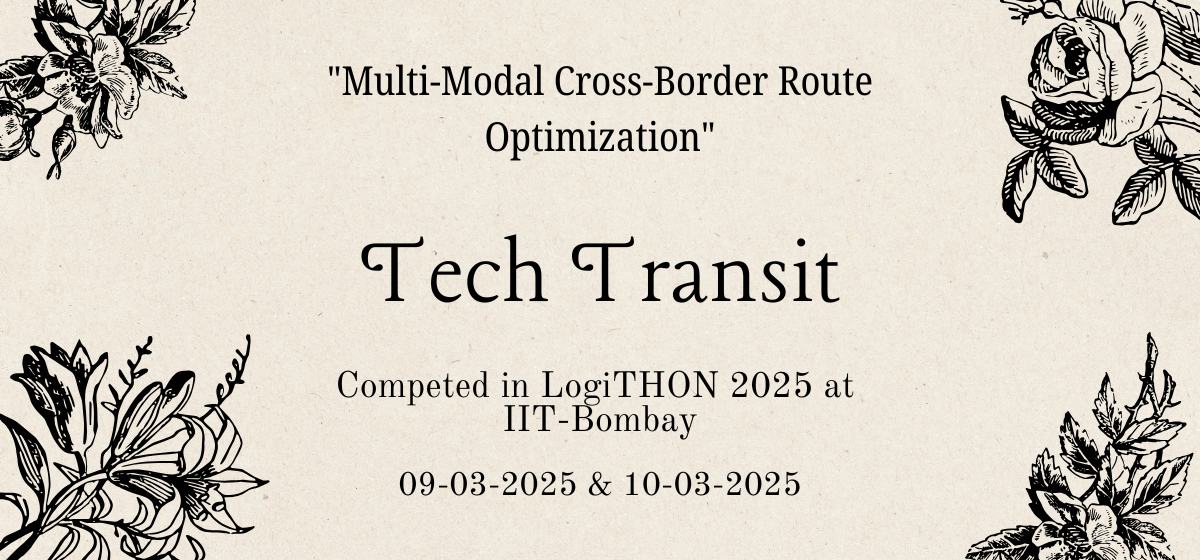 "Multi-Modal Cross-Border Route
Optimization"
Tech Transit
Competed in LogiTHON 2025 at
IIT-Bombay
09-03-2025 & 10-03-2025